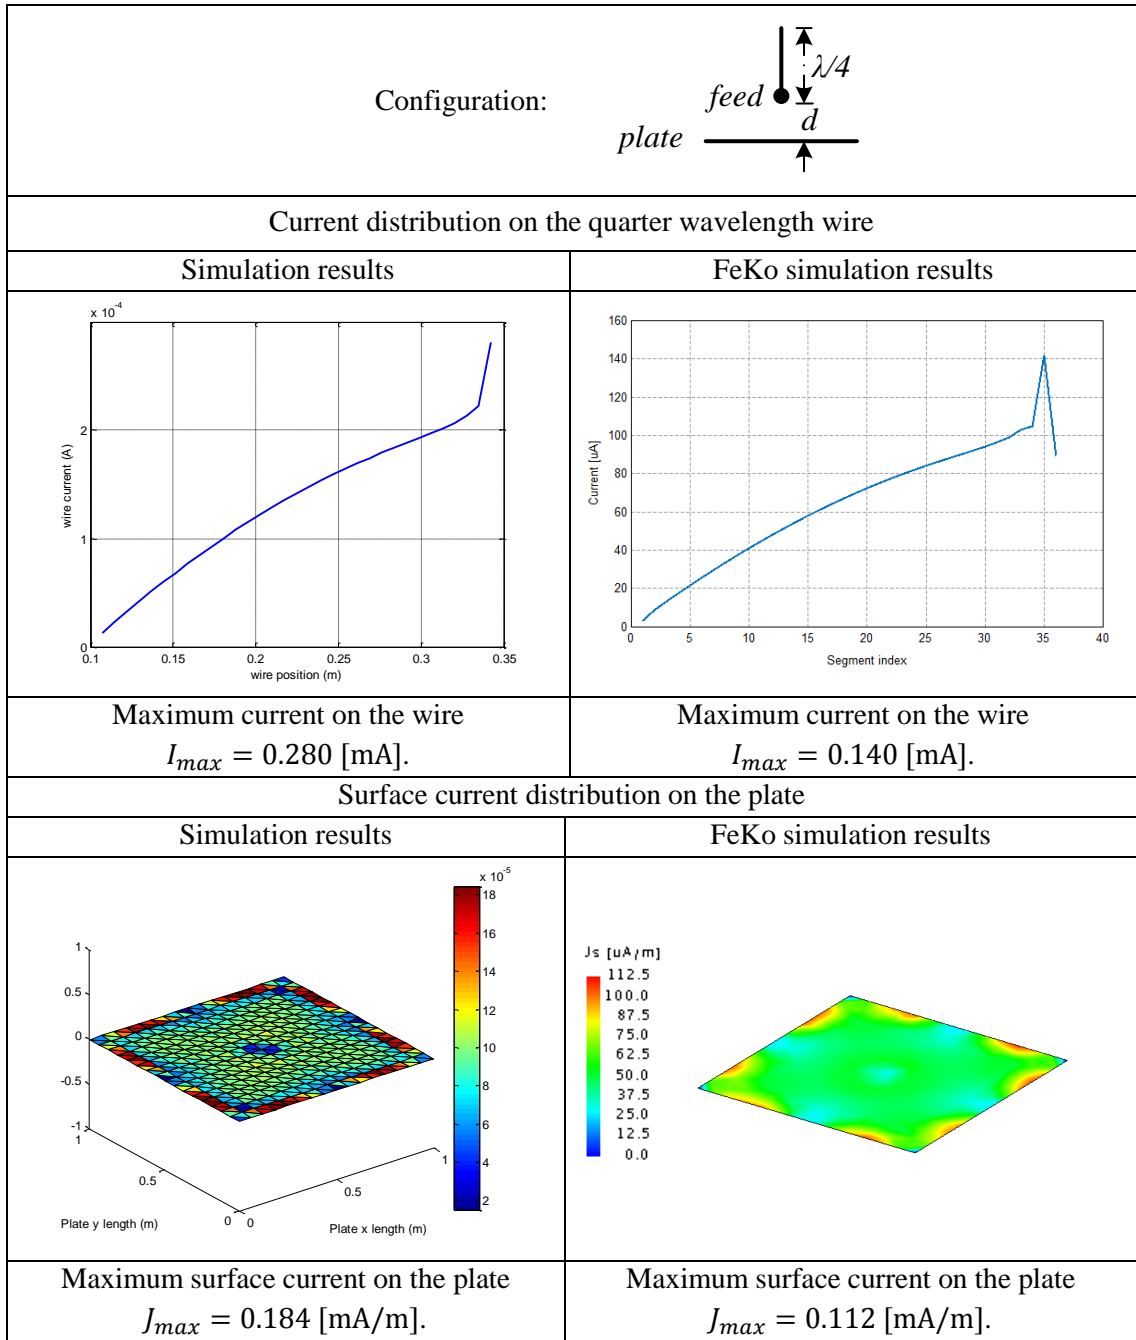 Configuration:
feed
λ/4
d
plate
Current distribution on the quarter wavelength wire
Simulation results
FeKo simulation results
x 10^-4
2
1
0
0.1 0.15 0.2 0.25 0.3 0.35
wire current (A)
wire position (m)
160
140
120
100
80
60
40
20
0
0 5 10 15 20 25 30 35 40
Current [uA]
Segment index
Maximum current on the wire
I_max = 0.280 [mA].
Maximum current on the wire
I_max = 0.140 [mA].
Surface current distribution on the plate
Simulation results
FeKo simulation results
x 10^-5
18
16
14
12
10
8
6
4
2
1
0.5
0
-0.5
-1
1
0.5
0
0
0.5
1
Plate y length (m)
Plate x length (m)
Js [uA/m]
112.5
100.0
87.5
75.0
62.5
50.0
37.5
25.0
12.5
0.0
Maximum surface current on the plate
J_max = 0.184 [mA/m].
Maximum surface current on the plate
J_max = 0.112 [mA/m].